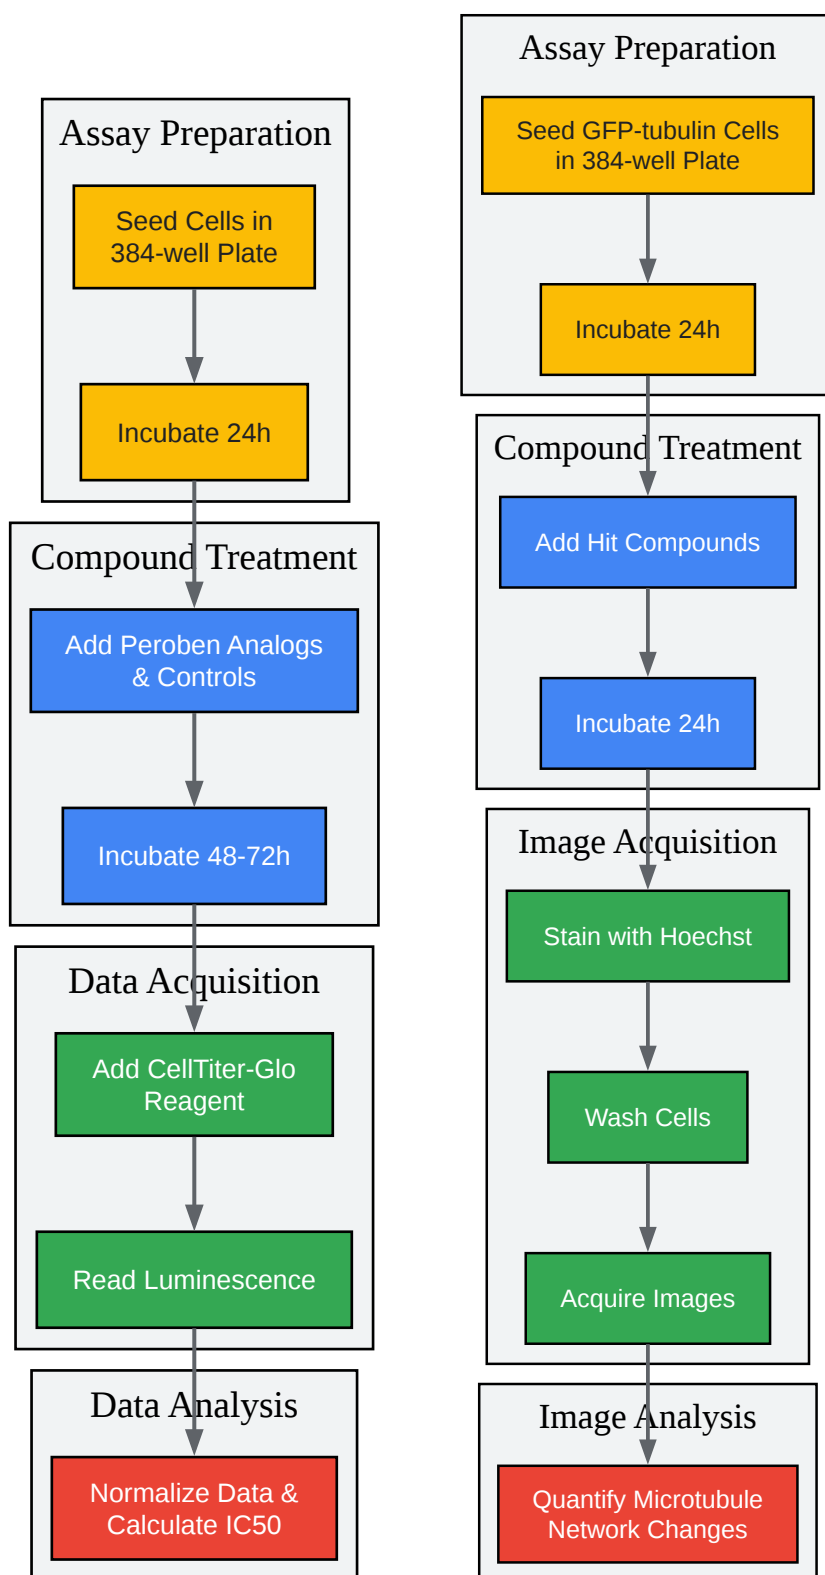 Assay Preparation
Seed Cells in
384-well Plate
Incubate 24h
Compound Treatment
Add Peroben Analogs
& Controls
Incubate 48-72h
Data Acquisition
Add CellTiter-Glo
Reagent
Read Luminescence
Data Analysis
Normalize Data &
Calculate IC50
Assay Preparation
Seed GFP-tubulin Cells
in 384-well Plate
Incubate 24h
Compound Treatment
Add Hit Compounds
Incubate 24h
Image Acquisition
Stain with Hoechst
Wash Cells
Acquire Images
Image Analysis
Quantify Microtubule
Network Changes